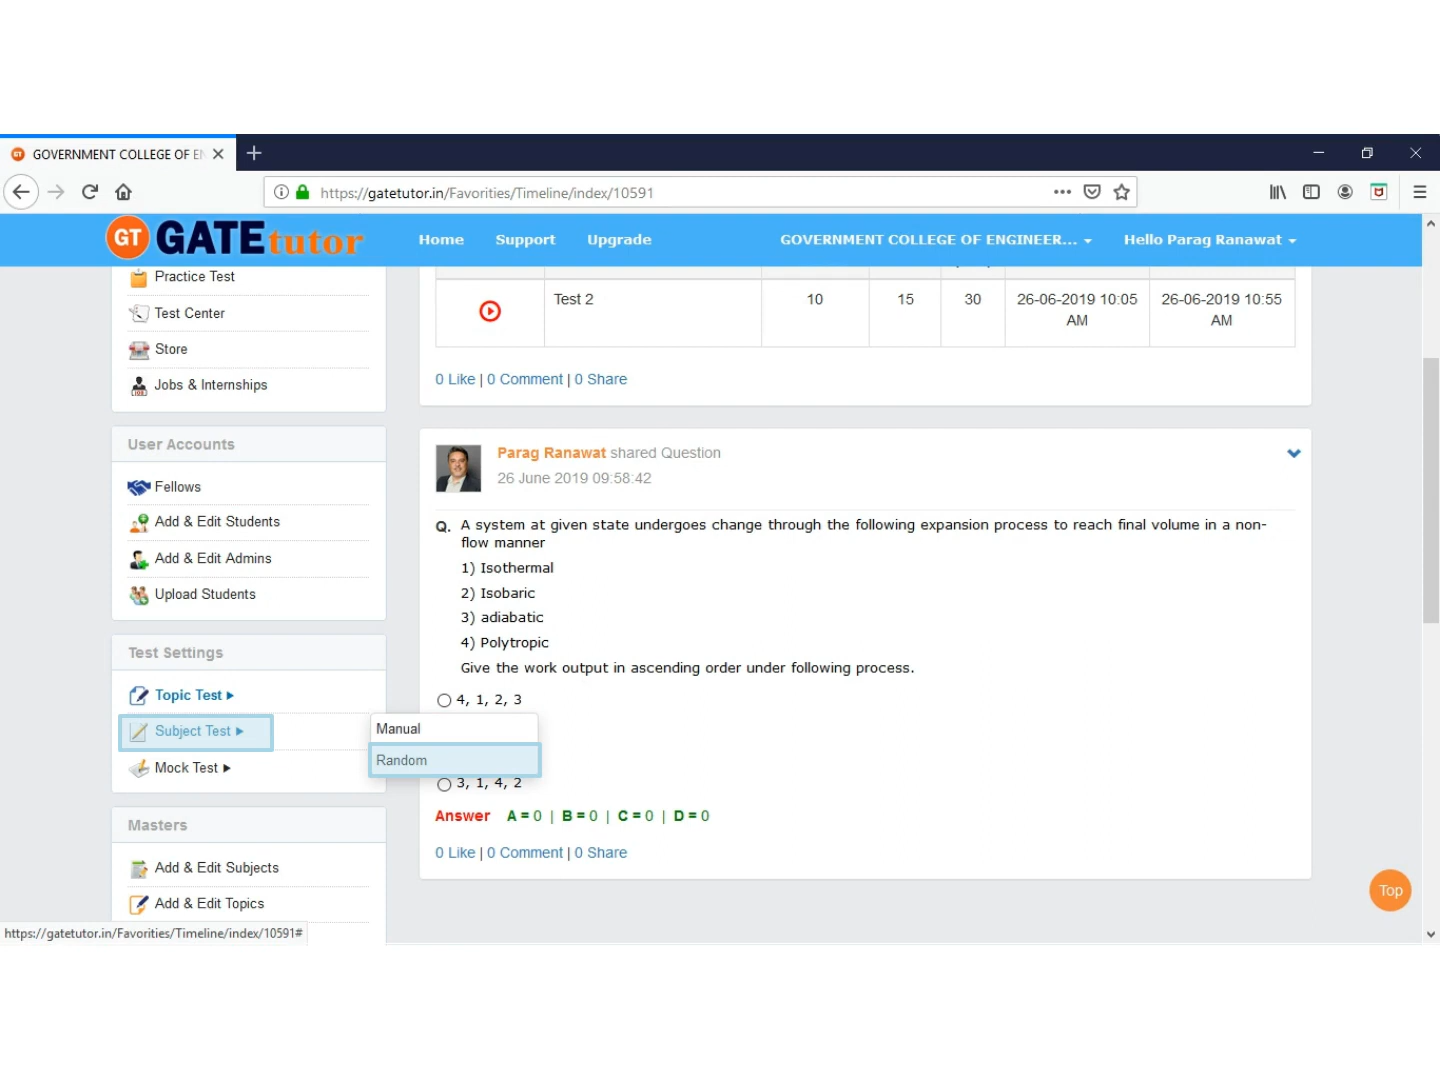 GT GOVERNMENT COLLEGE OF EN
https://gatetutor.in/Favorities/Timeline/index/10591
GT GATEtutor Home Support Upgrade GOVERNMENT COLLEGE OF ENGINEER... Hello Parag Ranawat
Practice Test
Test Center
Store
Jobs & Internships
User Accounts
Fellows
Add & Edit Students
Add & Edit Admins
Upload Students
Test Settings
Topic Test
Subject Test
Mock Test
Manual
Random
Masters
Add & Edit Subjects
Add & Edit Topics
https://gatetutor.in/Favorities/Timeline/index/10591#
Test 2 10 15 30 26-06-2019 10:05 AM 26-06-2019 10:55 AM
0 Like | 0 Comment | 0 Share
Parag Ranawat shared Question
26 June 2019 09:58:42
Q. A system at given state undergoes change through the following expansion process to reach final volume in a non-
flow manner
1) Isothermal
2) Isobaric
3) adiabatic
4) Polytropic
Give the work output in ascending order under following process.
4, 1, 2, 3
3, 1, 4, 2
Answer A = 0 | B = 0 | C = 0 | D = 0
0 Like | 0 Comment | 0 Share
Top